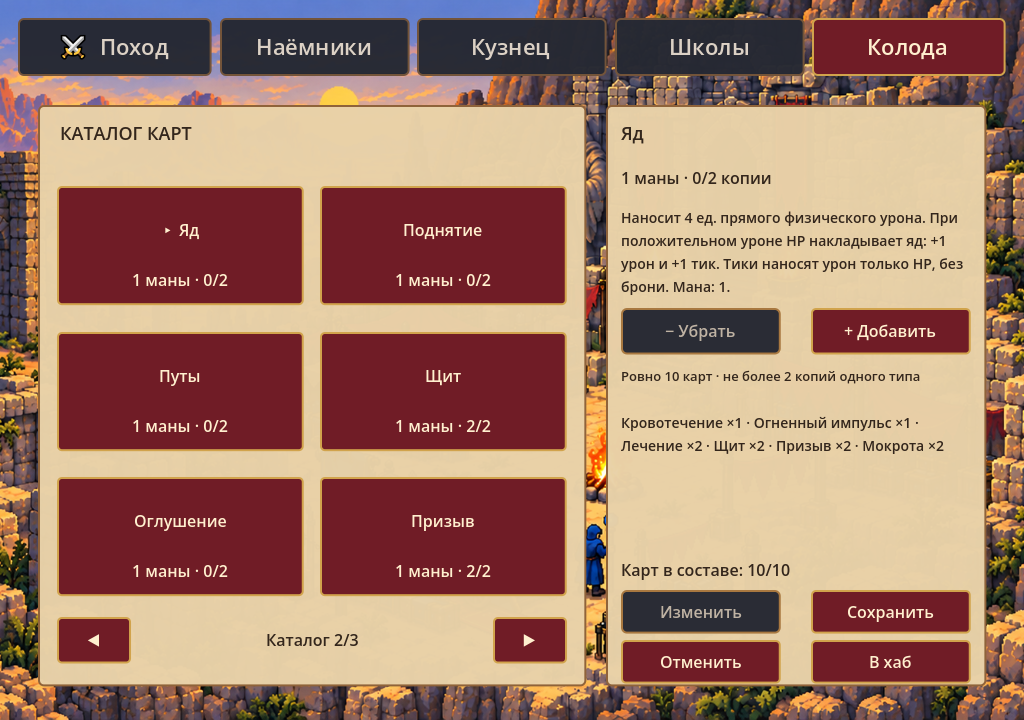 Поход
Наёмники
Кузнец
Школы
Колода
КАТАЛОГ КАРТ
‣ Яд
1 маны · 0/2
Поднятие
1 маны · 0/2
Путы
1 маны · 0/2
Щит
1 маны · 2/2
Оглушение
1 маны · 0/2
Призыв
1 маны · 2/2
◀
Каталог 2/3
▶
Яд
1 маны · 0/2 копии
Наносит 4 ед. прямого физического урона. При
положительном уроне HP накладывает яд: +1
урон и +1 тик. Тики наносят урон только HP, без
брони. Мана: 1.
− Убрать
+ Добавить
Ровно 10 карт · не более 2 копий одного типа
Кровотечение ×1 · Огненный импульс ×1 ·
Лечение ×2 · Щит ×2 · Призыв ×2 · Мокрота ×2
Карт в составе: 10/10
Изменить
Сохранить
Отменить
В хаб